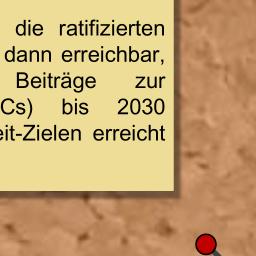 die ratifizierten
dann erreichbar,
Beiträge zur
Cs) bis 2030
eit-Zielen erreicht